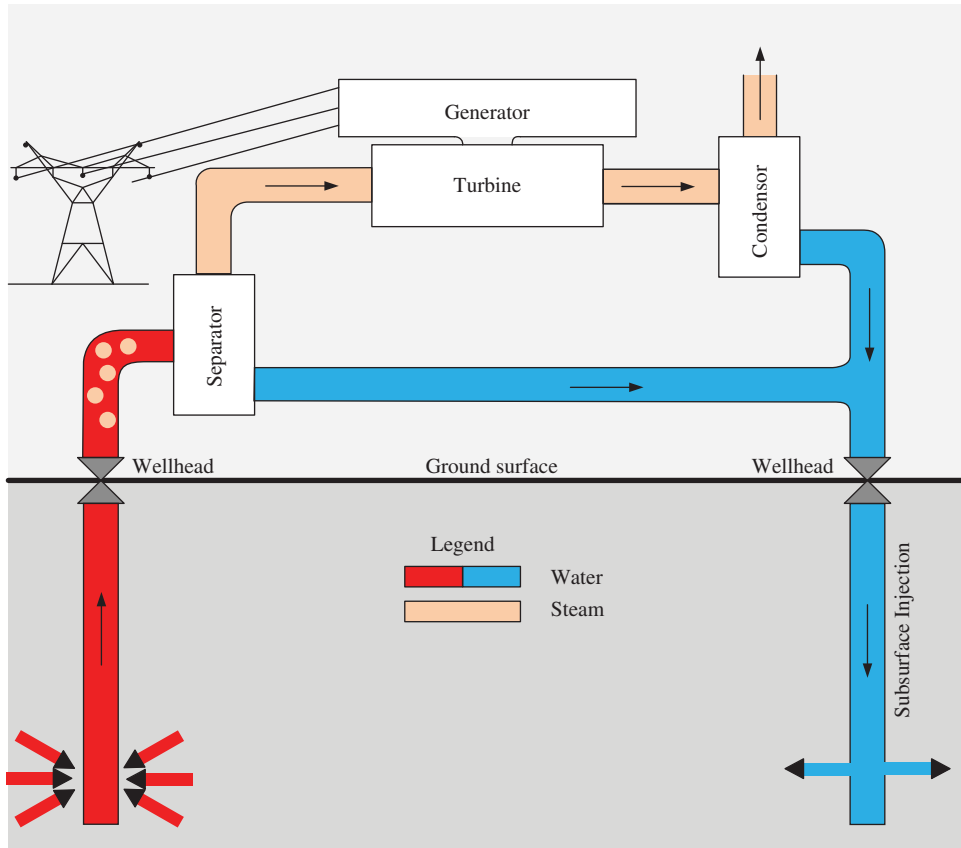 Generator
Turbine
Condensor
Separator
Wellhead
Ground surface
Wellhead
Legend
Water
Steam
Subsurface Injection